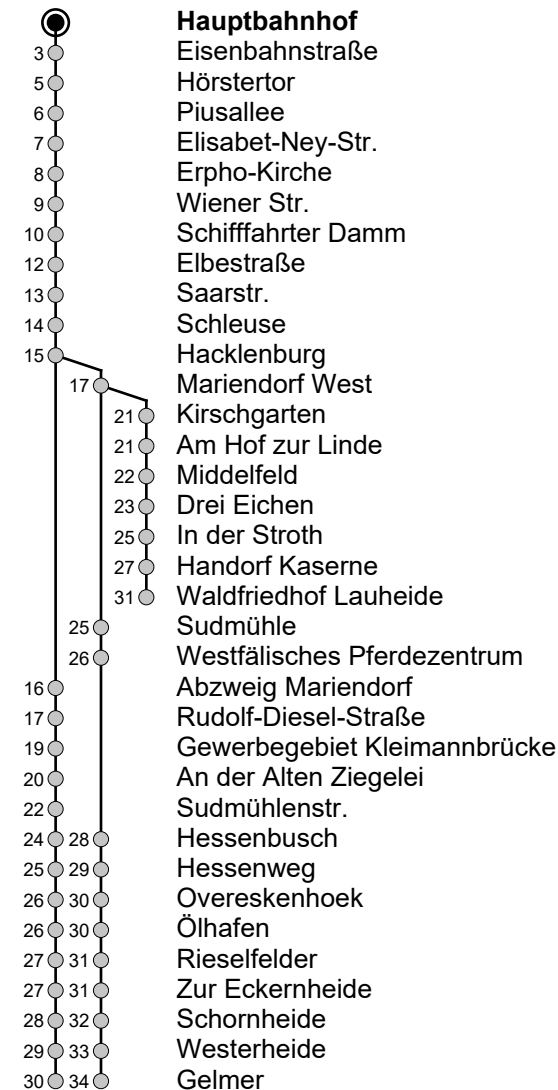 Hauptbahnhof
3 Eisenbahnstraße
5 Hörstertor
6 Piusallee
7 Elisabet-Ney-Str.
8 Erpho-Kirche
9 Wiener Str.
10 Schifffahrter Damm
12 Elbestraße
13 Saarstr.
14 Schleuse
15 Hacklenburg
17 Mariendorf West
21 Kirschgarten
21 Am Hof zur Linde
22 Middelfeld
23 Drei Eichen
25 In der Stroth
27 Handorf Kaserne
31 Waldfriedhof Lauheide
25 Sudmühle
26 Westfälisches Pferdezentrum
16 Abzweig Mariendorf
17 Rudolf-Diesel-Straße
19 Gewerbegebiet Kleimannbrücke
20 An der Alten Ziegelei
22 Sudmühlenstr.
24 28 Hessenbusch
25 29 Hessenweg
26 30 Overeskenhoek
26 30 Ölhafen
27 31 Rieselfelder
27 31 Zur Eckernheide
28 32 Schornheide
29 33 Westerheide
30 34 Gelmer